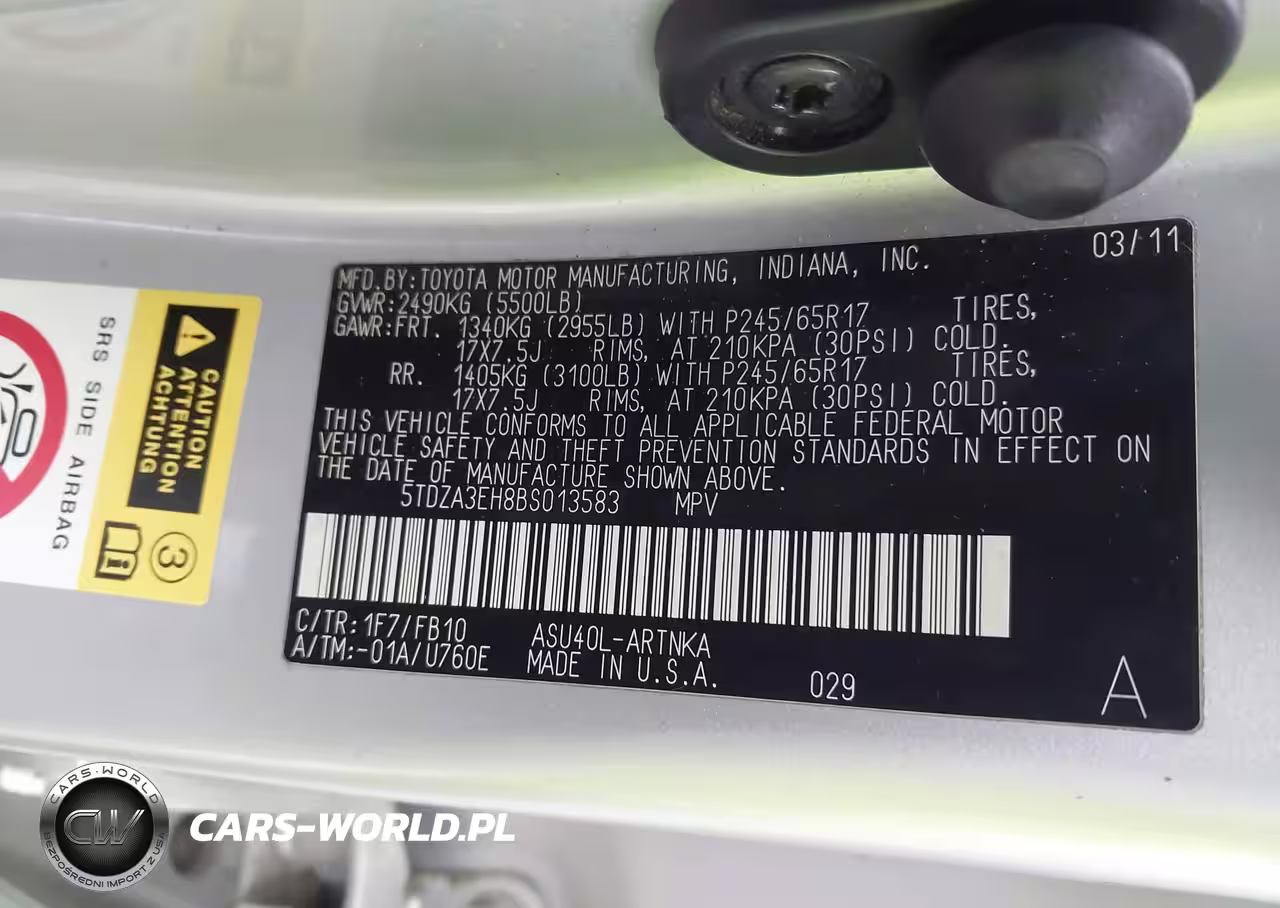 03/11
MFD.BY:TOYOTA MOTOR MANUFACTURING, INDIANA, INC.
GVWR:2490KG (5500LB)
GAWR:FRT. 1340KG (2955LB) WITH P245/65R17 TIRES,
17X7.5J RIMS, AT 210KPA (30PSI) COLD.
RR. 1405KG (3100LB) WITH P245/65R17 TIRES,
17X7.5J RIMS, AT 210KPA (30PSI) COLD.
THIS VEHICLE CONFORMS TO ALL APPLICABLE FEDERAL MOTOR
VEHICLE SAFETY AND THEFT PREVENTION STANDARDS IN EFFECT ON
THE DATE OF MANUFACTURE SHOWN ABOVE.
5TDZA3EH8BS013583 MPV
C/TR:1F7/FB10 ASU40L-ARTNKA
A/TM:-01A/U760E MADE IN U.S.A.
029
A
CAUTION
ATTENTION
ACHTUNG
3
SRS SIDE AIRBAG
CARS-WORLD
CW
BEZPOŚREDNI IMPORT Z USA
CARS-WORLD.PL